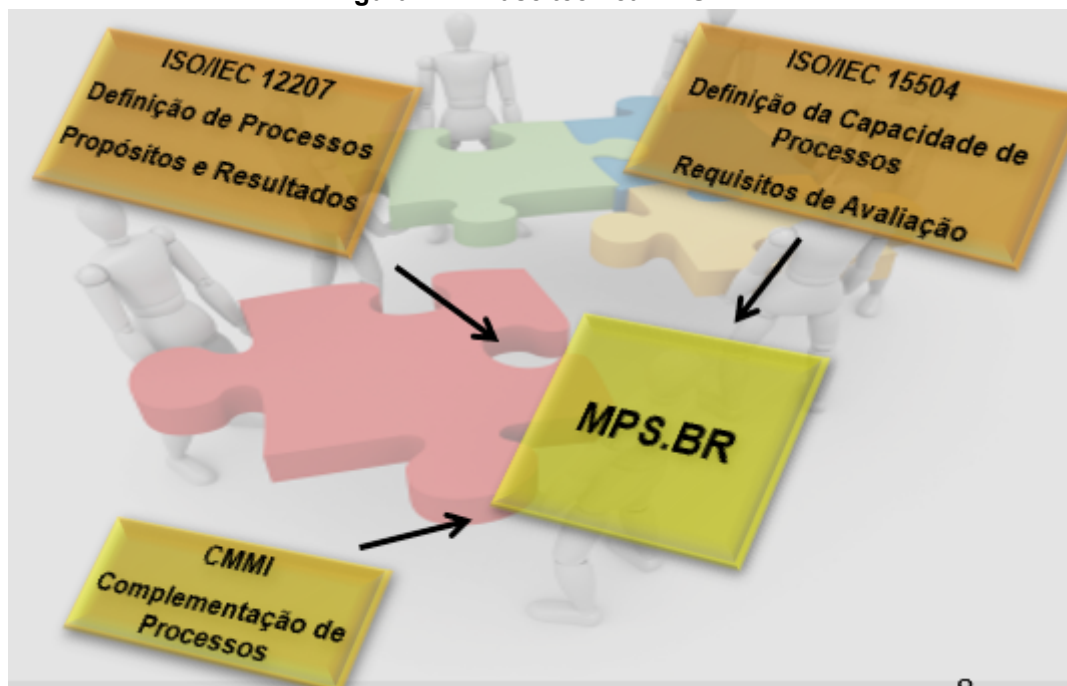 ISO/IEC 12207
Definição de Processos
Propósitos e Resultados
ISO/IEC 15504
Definição da Capacidade de
Processos
Requisitos de Avaliação
MPS.BR
CMMI
Complementação de
Processos